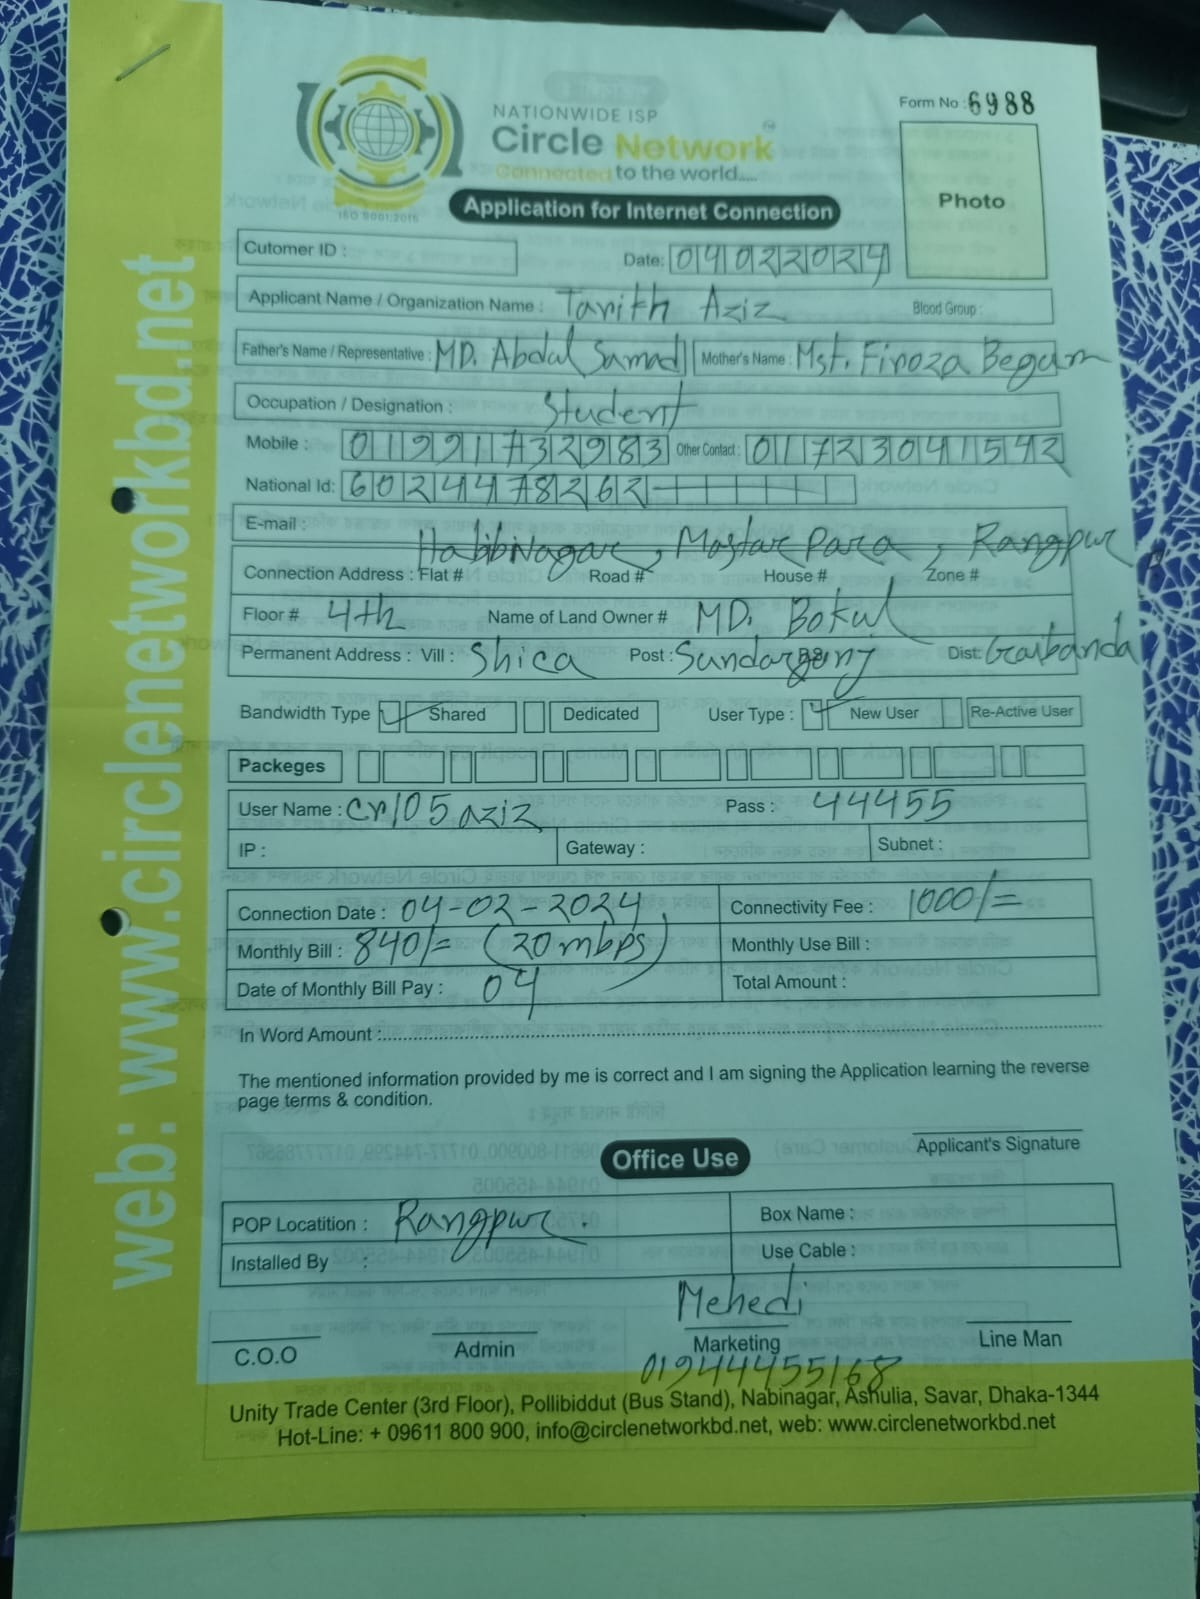 Form No : 6988
NATIONWIDE ISP
Circle Network
Connected to the world.....
ISO 9001:2015
Photo
Application for Internet Connection
Cutomer ID :
Date: 04022024
Applicant Name / Organization Name : Tarikh Aziz Blood Group :
Father's Name / Representative : MD. Abdul Samad Mother's Name : Mst. Firoza Begum
Occupation / Designation : Student
Mobile : 01991732983 Other Contact : 01723041542
National Id: 6024478262
E-mail :
Habib Nagar, Mastar Para, Rangpur
Connection Address : Flat # Road # House # Zone #
Floor # 4th Name of Land Owner # MD. Bokul
Permanent Address : Vill : Shica Post : Sundargonj P.S Dist: Gaibanda
Bandwidth Type Shared Dedicated User Type : New User Re-Active User
Packeges
User Name : cr105aziz Pass : 44455
IP : Gateway : Subnet :
Connection Date : 04-02-2024, Connectivity Fee : 1000/=
Monthly Bill : 840/= (20mbps) Monthly Use Bill :
Date of Monthly Bill Pay : 04 Total Amount :
In Word Amount :
The mentioned information provided by me is correct and I am signing the Application learning the reverse
page terms & condition.
Applicant's Signature
Office Use
POP Locatition : Rangpur. Box Name :
Installed By : Use Cable :
Mehedi
C.O.O Admin Marketing Line Man
01944455168
Unity Trade Center (3rd Floor), Pollibiddut (Bus Stand), Nabinagar, Ashulia, Savar, Dhaka-1344
Hot-Line: + 09611 800 900, info@circlenetworkbd.net, web: www.circlenetworkbd.net
web: www.circlenetworkbd.net